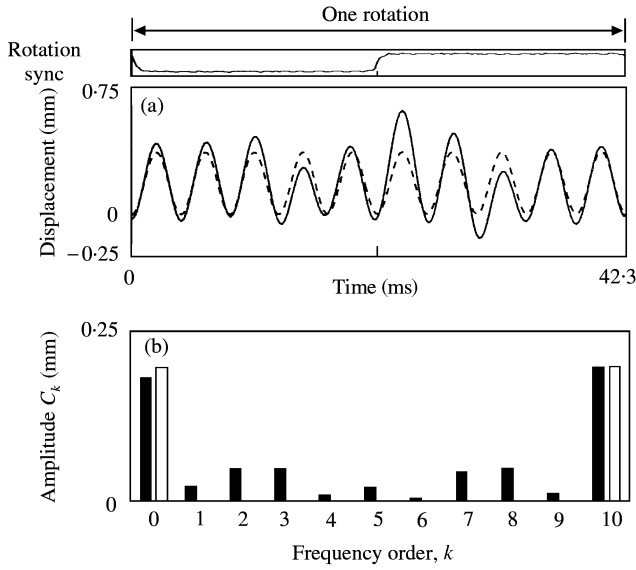 One rotation
Rotation
sync
0·75
(a)
Displacement (mm)
0
−0·25
0
Time (ms)
42·3
0·25
(b)
Amplitude Ck (mm)
0
0 1 2 3 4 5 6 7 8 9 10
Frequency order, k